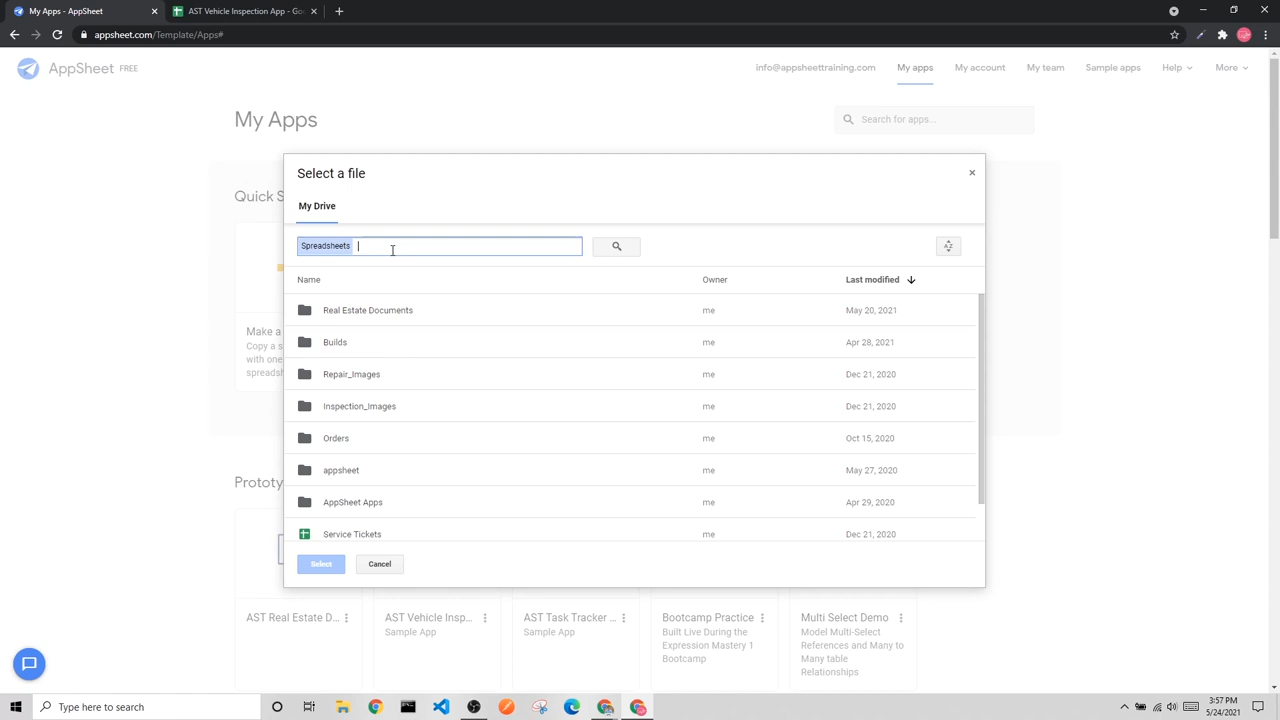 My Apps - AppSheet
AST Vehicle Inspection App - Go
appsheet.com/Template/Apps#
AppSheet FREE
info@appsheettraining.com My apps My account My team Sample apps Help More
My Apps
Search for apps...
Select a file
My Drive
Quick S
Spreadsheets
Name Owner Last modified
Real Estate Documents me May 20, 2021
Make a
Builds me Apr 28, 2021
Copy a s
with one
spreadsh
Repair_Images me Dec 21, 2020
Inspection_Images me Dec 21, 2020
Orders me Oct 15, 2020
appsheet me May 27, 2020
Prototy
AppSheet Apps me Apr 29, 2020
Service Tickets me Dec 21, 2020
Select Cancel
AST Real Estate D...
AST Vehicle Insp...
Sample App
AST Task Tracker ...
Sample App
Bootcamp Practice
Built Live During the
Expression Mastery 1
Bootcamp
Multi Select Demo
Model Multi-Select
References and Many to
Many table
Relationships
Type here to search
3:57 PM
5/24/2021